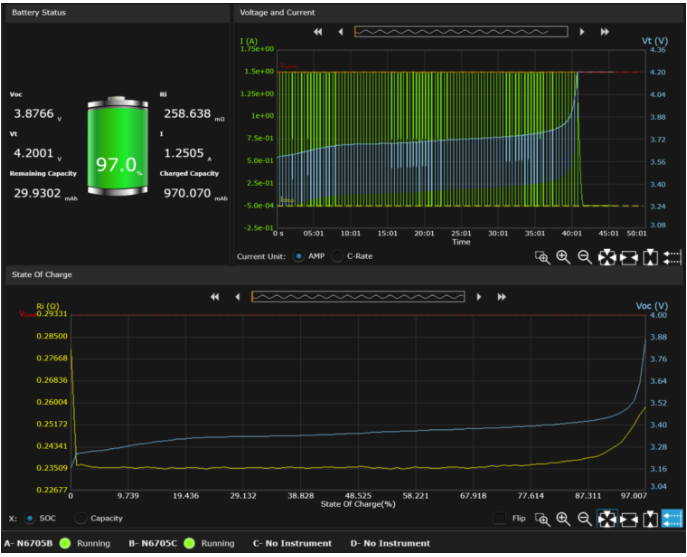 Battery Status
Voc
3.8766 V
Vt
4.2001 V
Remaining Capacity
29.9302 mAh
97.0 %
Ri
258.638 mΩ
I
1.2505 A
Charged Capacity
970.070 mAh
Voltage and Current
I (A)
Vt (V)
1.75e+00
1.5e+00
1.25e+00
1e+00
7.5e-01
5.0e-01
2.5e-01
-5.0e-04
-2.5e-01
4.36
4.20
4.04
3.88
3.72
3.56
3.40
3.24
3.08
0 s 05:01 10:01 15:01 20:01 25:01 30:01 35:01 40:01 45:01 50:01
Time
Current Unit: AMP C-Rate
State Of Charge
Ri (Ω)
Voc (V)
0.29331
0.28500
0.27668
0.26836
0.26004
0.25172
0.24341
0.23509
0.22677
4.00
3.88
3.76
3.64
3.52
3.40
3.28
3.16
3.04
0 9.739 19.436 29.132 38.828 48.525 58.221 67.918 77.614 87.311 97.007
State Of Charge(%)
X: SOC Capacity
Flip
A- N6705B Running B- N6705C Running C- No Instrument D- No Instrument